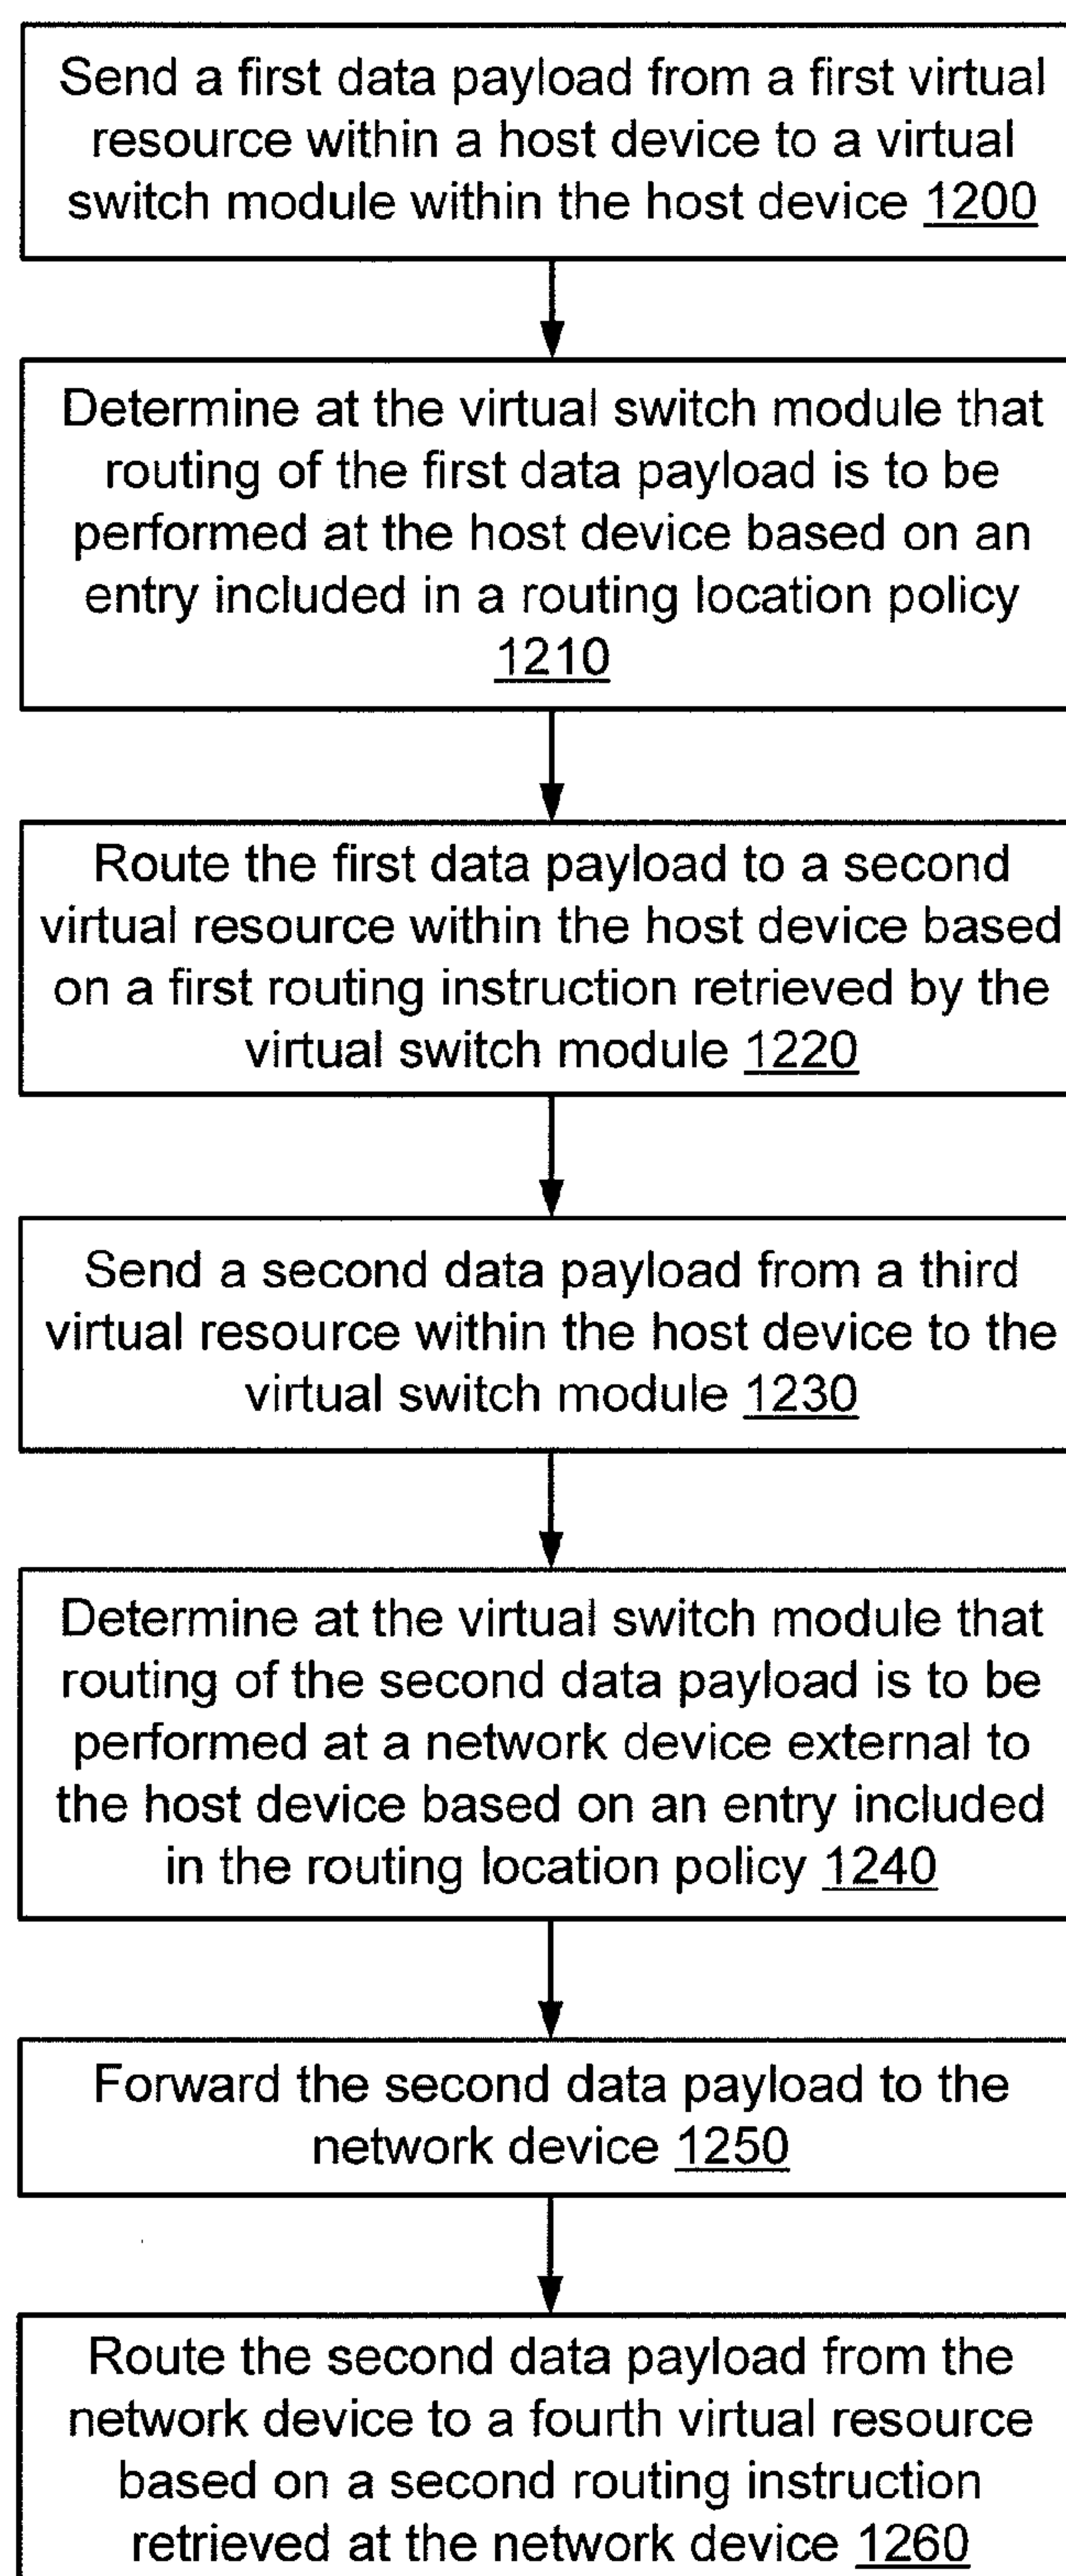 Send a first data payload from a first virtual
resource within a host device to a virtual
switch module within the host device 1200
Determine at the virtual switch module that
routing of the first data payload is to be
performed at the host device based on an
entry included in a routing location policy
1210
Route the first data payload to a second
virtual resource within the host device based
on a first routing instruction retrieved by the
virtual switch module 1220
Send a second data payload from a third
virtual resource within the host device to the
virtual switch module 1230
Determine at the virtual switch module that
routing of the second data payload is to be
performed at a network device external to
the host device based on an entry included
in the routing location policy 1240
Forward the second data payload to the
network device 1250
Route the second data payload from the
network device to a fourth virtual resource
based on a second routing instruction
retrieved at the network device 1260